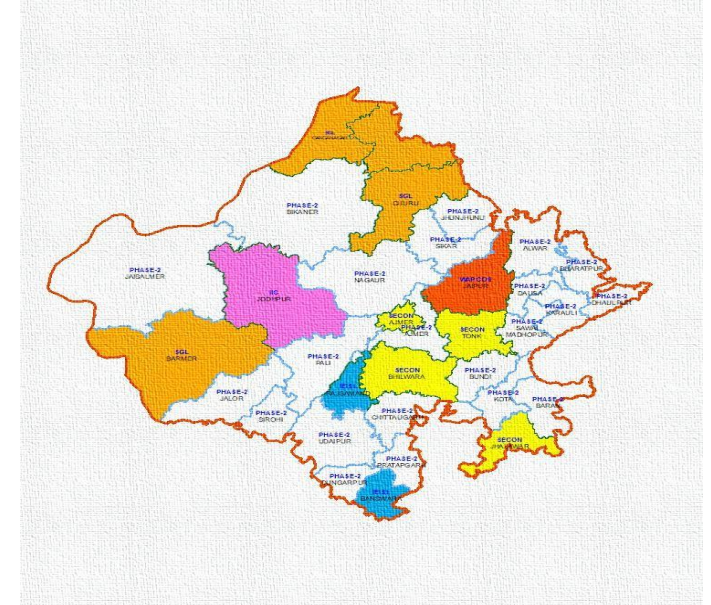 SGL
GANGANAGAR
SGL
CHURU
PHASE-2
BIKANER
PHASE-2
JHUNJHUNU
PHASE-2
SIKAR
PHASE-2
ALWAR
PHASE-2
BHARATPUR
PHASE-2
JAISALMER
PHASE-2
NAGAUR
WAPCOS
JAIPUR
PHASE-2
DAUSA
PHASE-2
DHAULPUR
IIC
JODHPUR
PHASE-2
KARAULI
SECON
AJMER
PHASE-2
AJMER
SECON
TONK
PHASE-2
SAWAI
MADHOPUR
SGL
BARMER
PHASE-2
PALI
SECON
BHILWARA
PHASE-2
BUNDI
PHASE-2
JALOR
IEISL
RAJSAMAND
PHASE-2
KOTA
PHASE-2
BARAN
PHASE-2
SIROHI
PHASE-2
CHITTAUGARH
PHASE-2
UDAIPUR
SECON
JHALAWAR
PHASE-2
PRATAPGARH
PHASE-2
DUNGARPUR
IEISL
BANSWARA